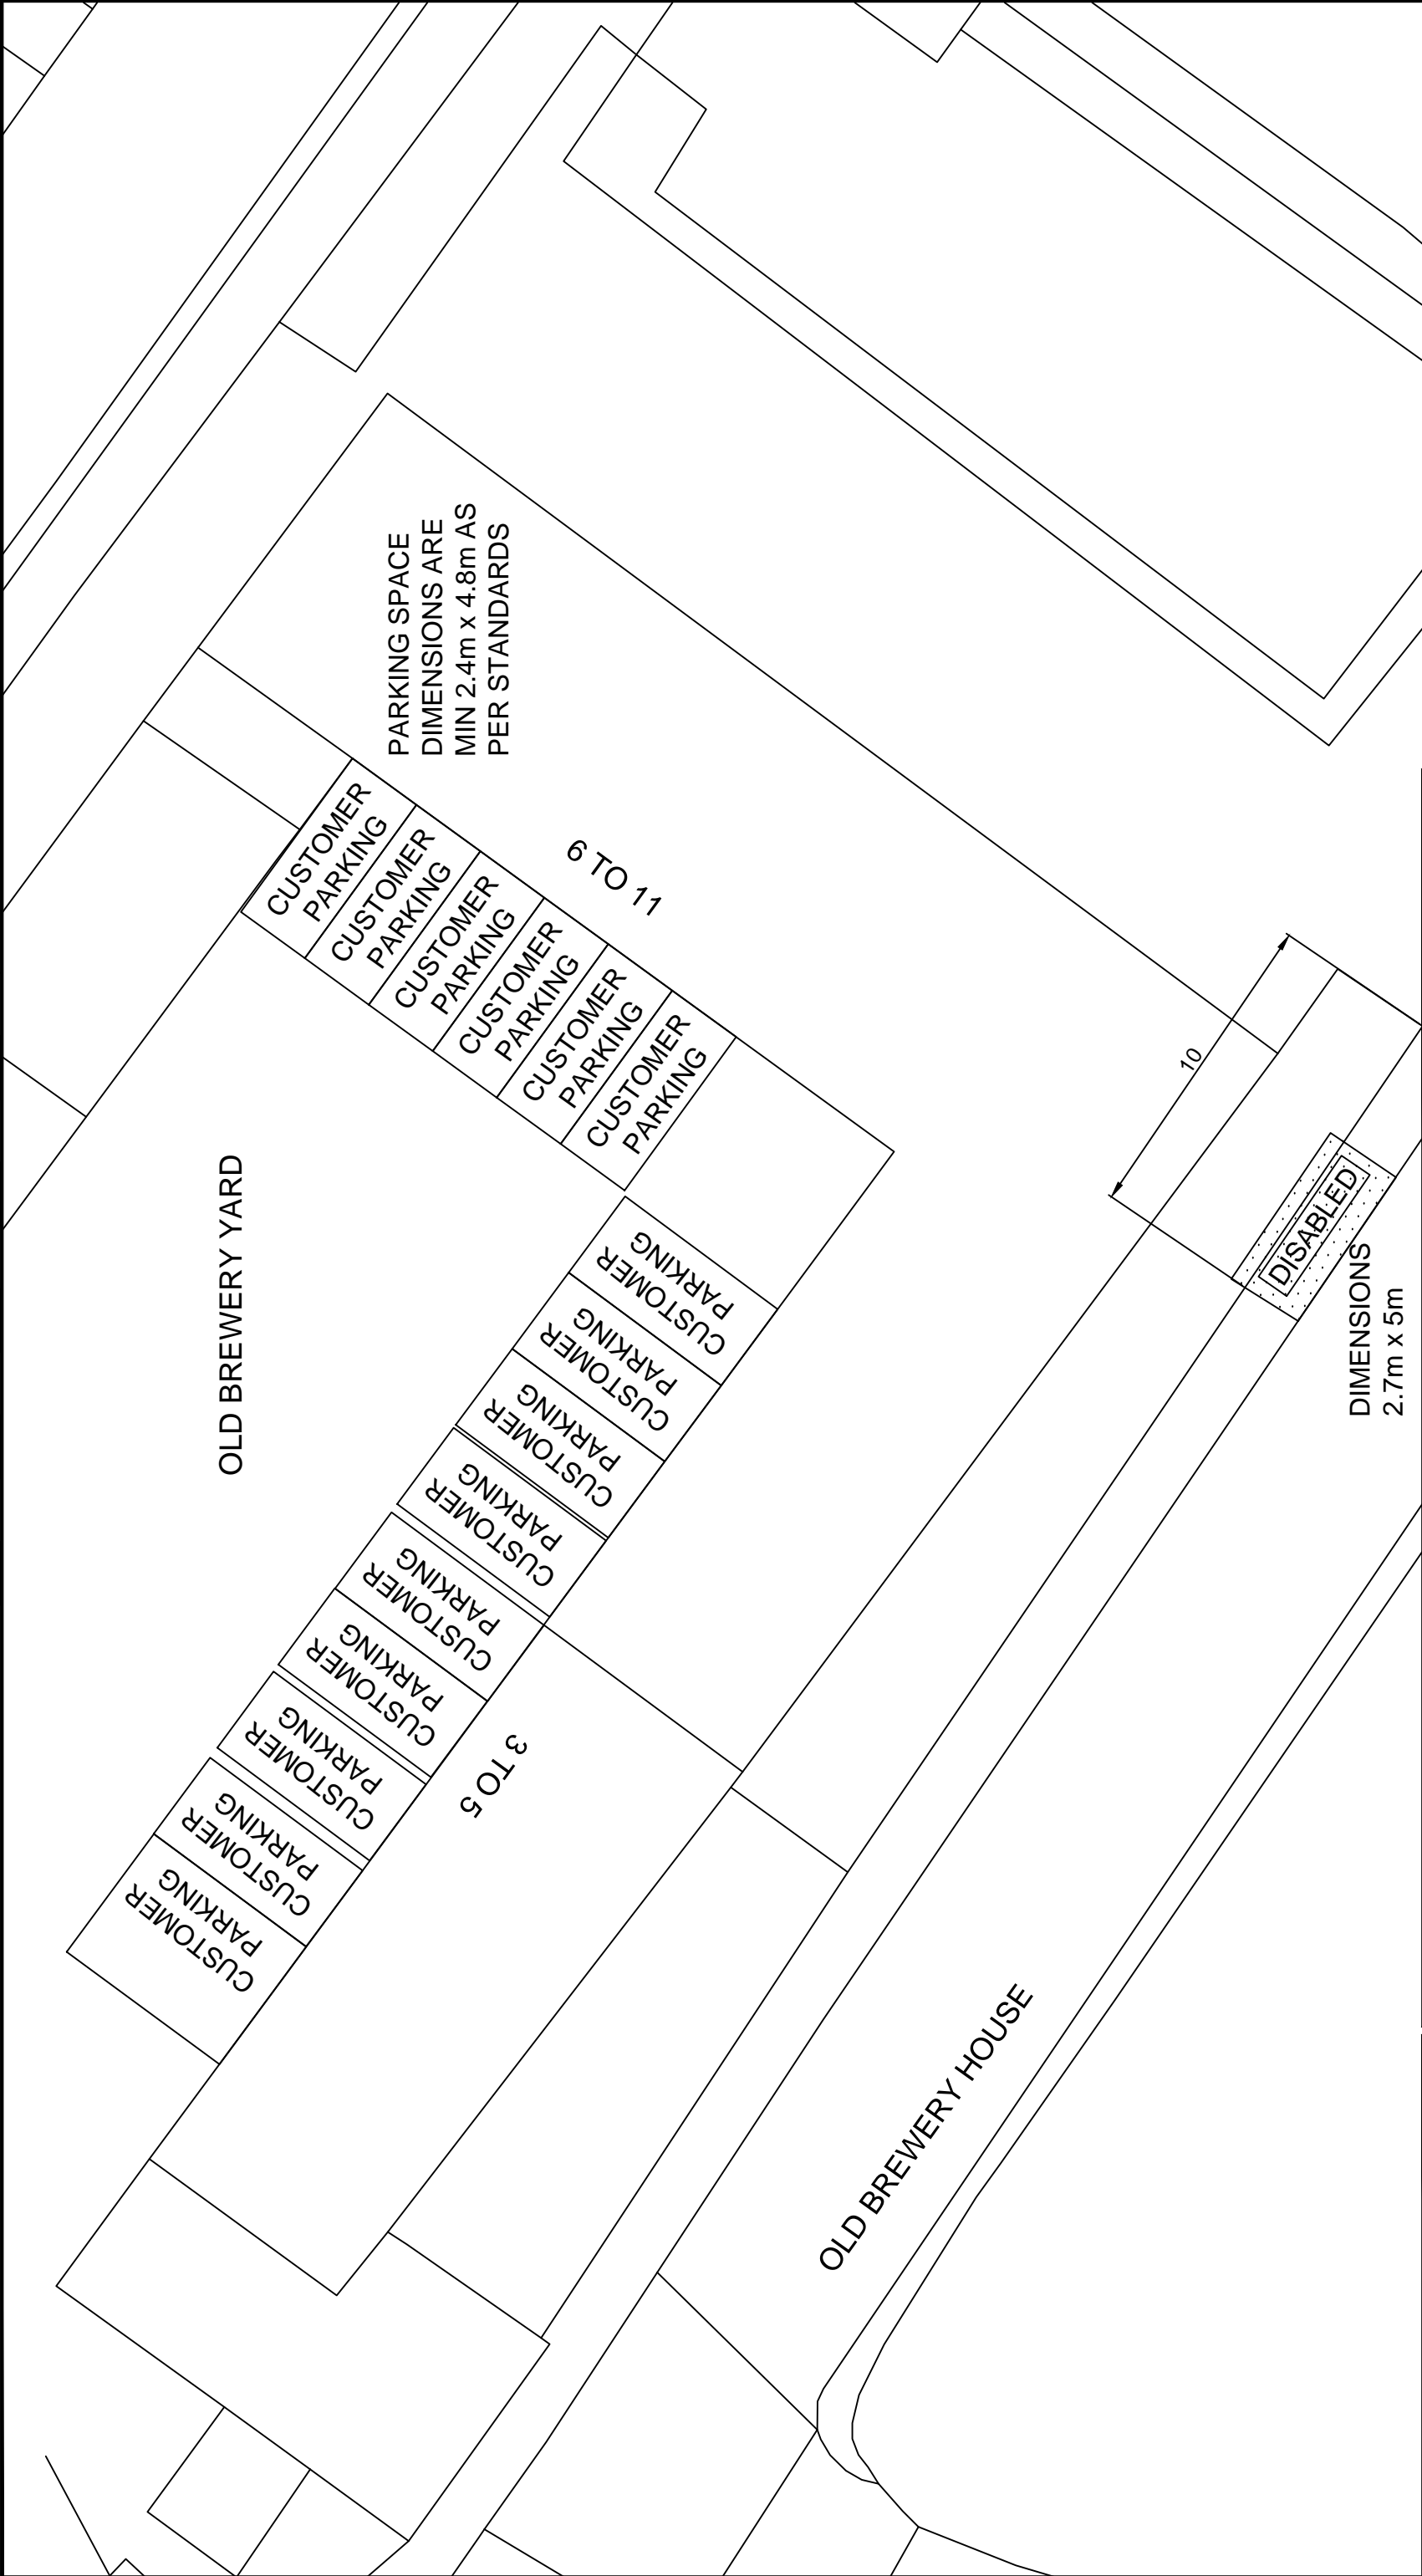 PARKING SPACE
DIMENSIONS ARE
MIN 2.4m x 4.8m AS
PER STANDARDS
CUSTOMER
PARKING
CUSTOMER
PARKING
CUSTOMER
PARKING
CUSTOMER
PARKING
CUSTOMER
PARKING
CUSTOMER
PARKING
6 TO 11
OLD BREWERY YARD
10
DISABLED
DIMENSIONS
2.7m x 5m
CUSTOMER
PARKING
CUSTOMER
PARKING
CUSTOMER
PARKING
CUSTOMER
PARKING
CUSTOMER
PARKING
CUSTOMER
PARKING
CUSTOMER
PARKING
CUSTOMER
PARKING
CUSTOMER
PARKING
3 TO 5
OLD BREWERY HOUSE